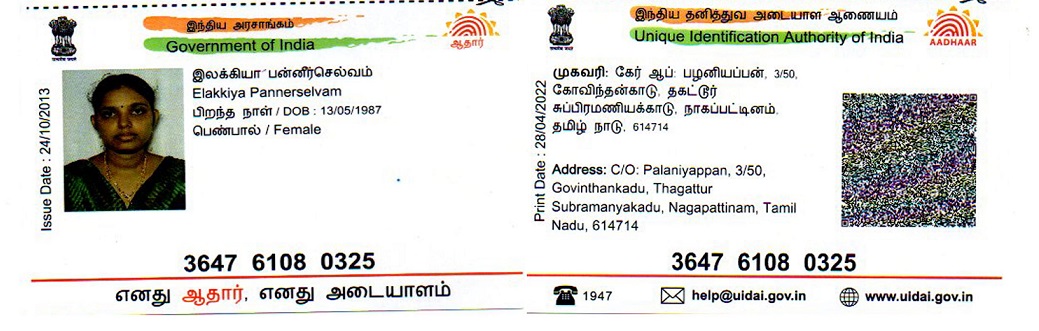 இந்திய அரசாங்கம்
Government of India
ஆதார்
Issue Date : 24/10/2013
இலக்கியா பன்னீர்செல்வம்
Elakkiya Pannerselvam
பிறந்த நாள் / DOB : 13/05/1987
பெண்பால் / Female
3647 6108 0325
எனது ஆதார், எனது அடையாளம்
இந்திய தனித்துவ அடையாள ஆணையம்
Unique Identification Authority of India
AADHAAR
Print Date : 28/04/2022
முகவரி: கேர் ஆப்: பழனியப்பன், 3/50,
கோவிந்தன்காடு, தகட்டூர்
சுப்பிரமணியக்காடு, நாகப்பட்டினம்,
தமிழ் நாடு, 614714
Address: C/O: Palaniyappan, 3/50,
Govinthankadu, Thagattur
Subramanyakadu, Nagapattinam, Tamil
Nadu, 614714
3647 6108 0325
1947 help@uidai.gov.in www.uidai.gov.in